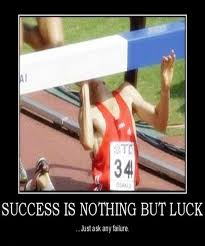 34
SUCCESS IS NOTHING BUT LUCK
...Just ask any failure.